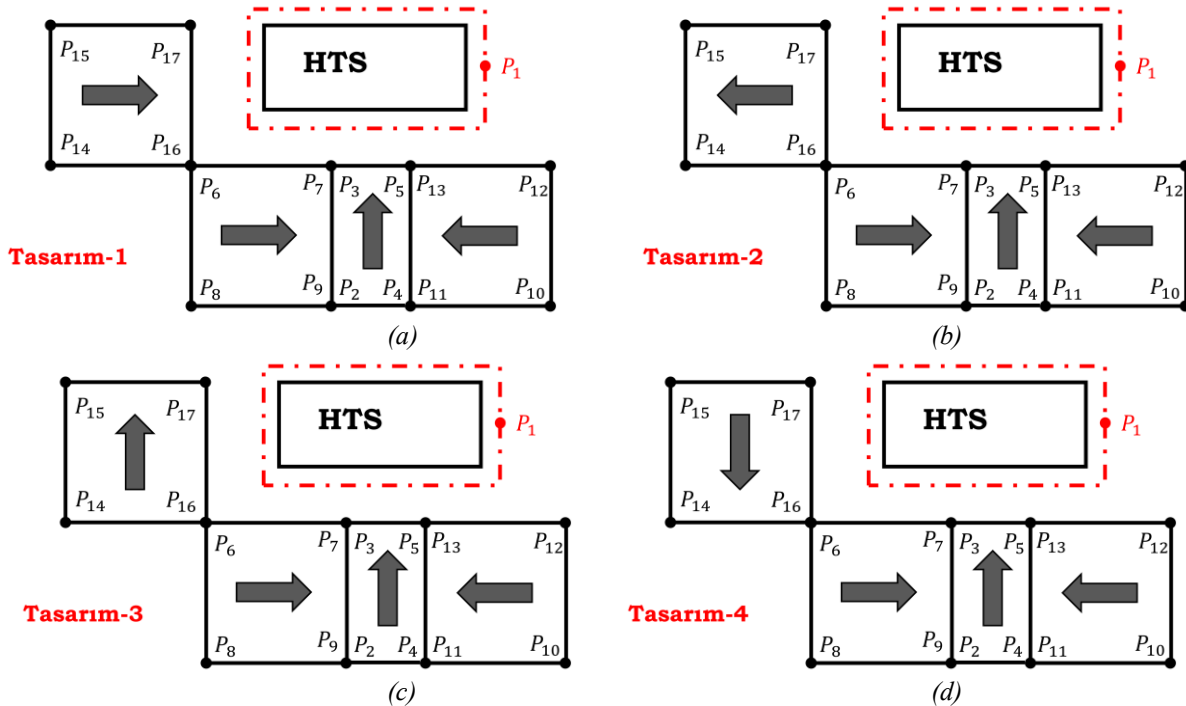 P₁₅ P₁₇ HTS P₁
P₁₄ P₁₆
P₆ P₇ P₃ P₅ P₁₃ P₁₂
Tasarım-1
P₈ P₉ P₂ P₄ P₁₁ P₁₀
(a)
P₁₅ P₁₇ HTS P₁
P₁₄ P₁₆
P₆ P₇ P₃ P₅ P₁₃ P₁₂
Tasarım-2
P₈ P₉ P₂ P₄ P₁₁ P₁₀
(b)
P₁₅ P₁₇ HTS P₁
P₁₄ P₁₆
P₆ P₇ P₃ P₅ P₁₃ P₁₂
Tasarım-3
P₈ P₉ P₂ P₄ P₁₁ P₁₀
(c)
P₁₅ P₁₇ HTS P₁
P₁₄ P₁₆
P₆ P₇ P₃ P₅ P₁₃ P₁₂
Tasarım-4
P₈ P₉ P₂ P₄ P₁₁ P₁₀
(d)